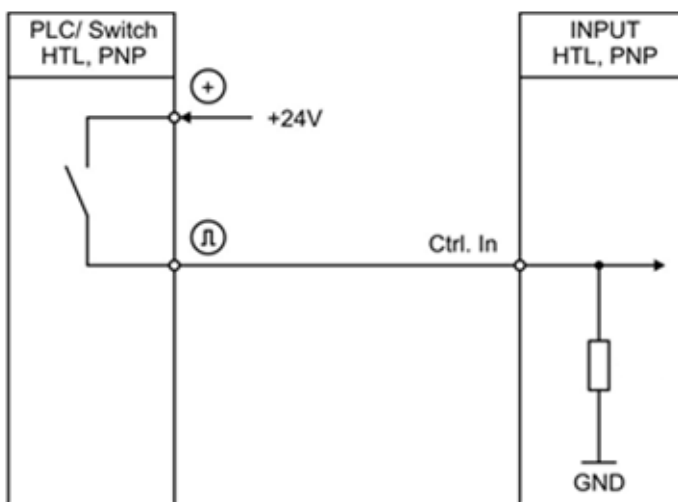 PLC/ Switch
HTL, PNP
INPUT
HTL, PNP
+
+24V
Ctrl. In
GND